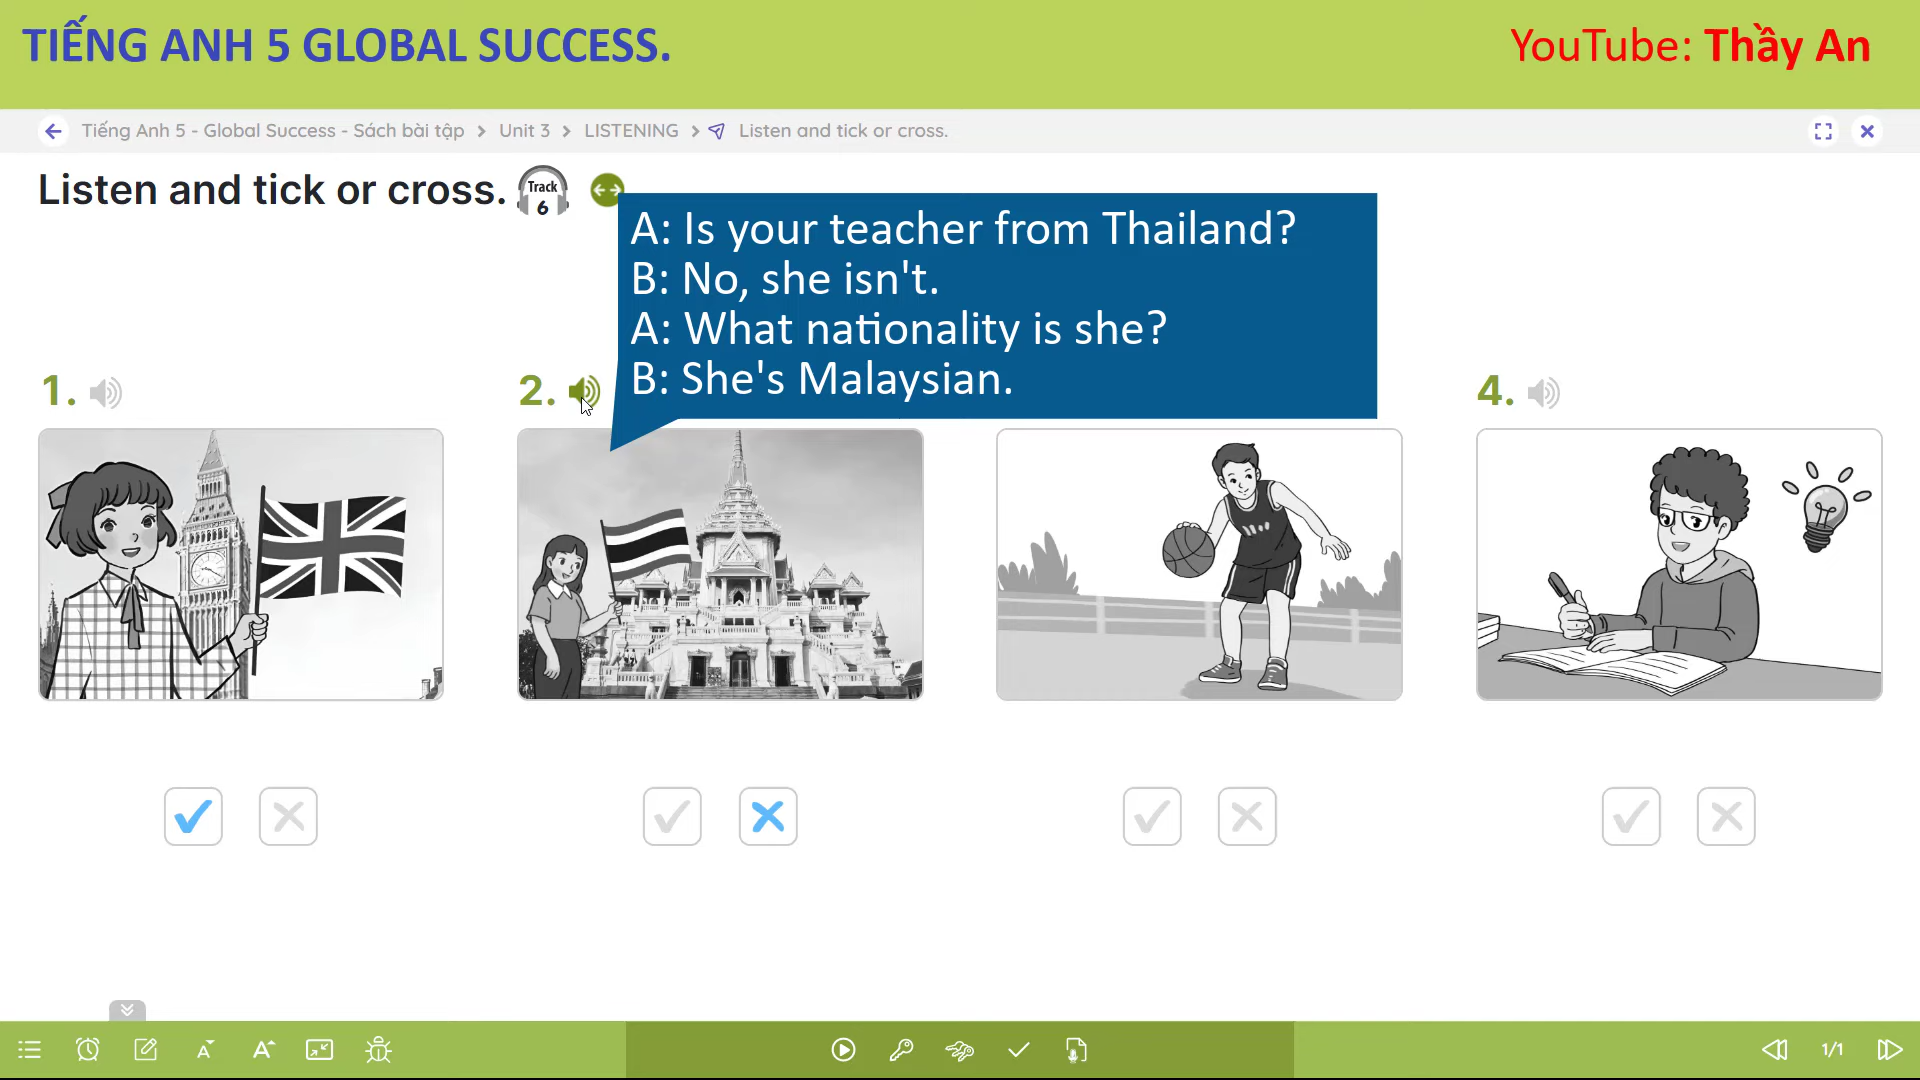 TIẾNG ANH 5 GLOBAL SUCCESS.
YouTube: Thầy An
Tiếng Anh 5 - Global Success - Sách bài tập > Unit 3 > LISTENING > Listen and tick or cross.
Listen and tick or cross.
Track
6
A: Is your teacher from Thailand?
B: No, she isn't.
A: What nationality is she?
B: She's Malaysian.
1.
2.
4.
A
A
1/1